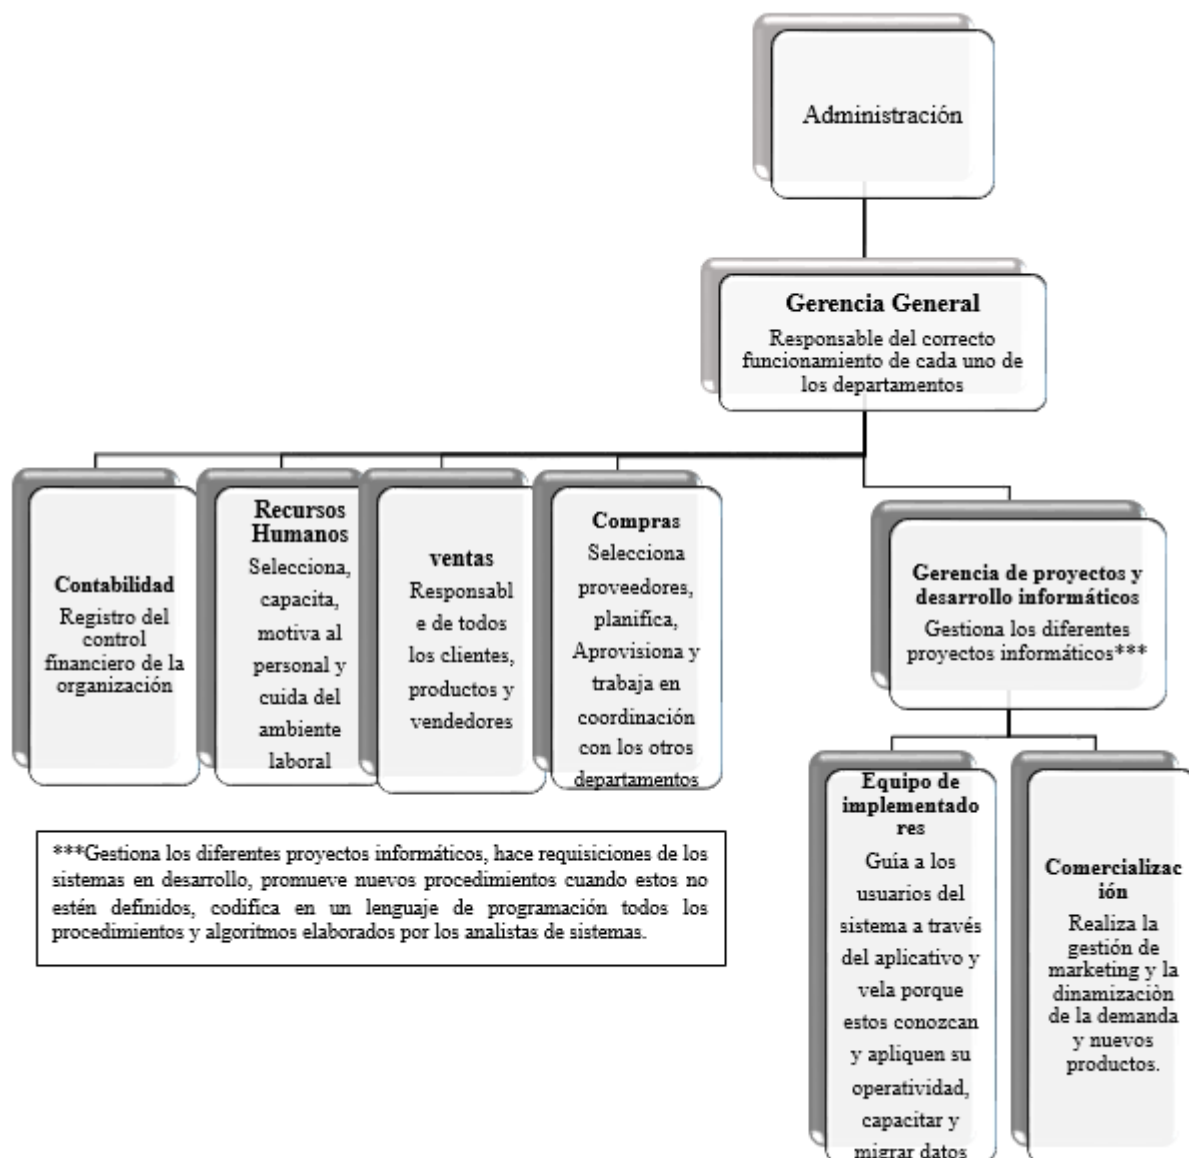 Administración
Gerencia General
Responsable del correcto
funcionamiento de cada uno de
los departamentos
Contabilidad
Registro del
control
financiero de la
organización
Recursos
Humanos
Selecciona,
capacita,
motiva al
personal y
cuida del
ambiente
laboral
ventas
Responsabl
e de todos
los clientes,
productos y
vendedores
Compras
Selecciona
proveedores,
planifica,
Aprovisiona y
trabaja en
coordinación
con los otros
departamentos
Gerencia de proyectos y
desarrollo informáticos
Gestiona los diferentes
proyectos informáticos***
Equipo de
implementado
res
Guía a los
usuarios del
sistema a través
del aplicativo y
vela porque
estos conozcan
y apliquen su
operatividad,
capacitar y
migrar datos
Comercializac
ión
Realiza la
gestión de
marketing y la
dinamizaciòn
de la demanda
y nuevos
productos.
***Gestiona los diferentes proyectos informáticos, hace requisiciones de los
sistemas en desarrollo, promueve nuevos procedimientos cuando estos no
estén definidos, codifica en un lenguaje de programación todos los
procedimientos y algoritmos elaborados por los analistas de sistemas.